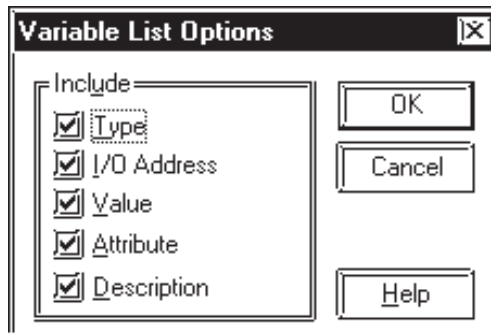 Variable List Options
Include
Type
I/O Address
Value
Attribute
Description
OK
Cancel
Help